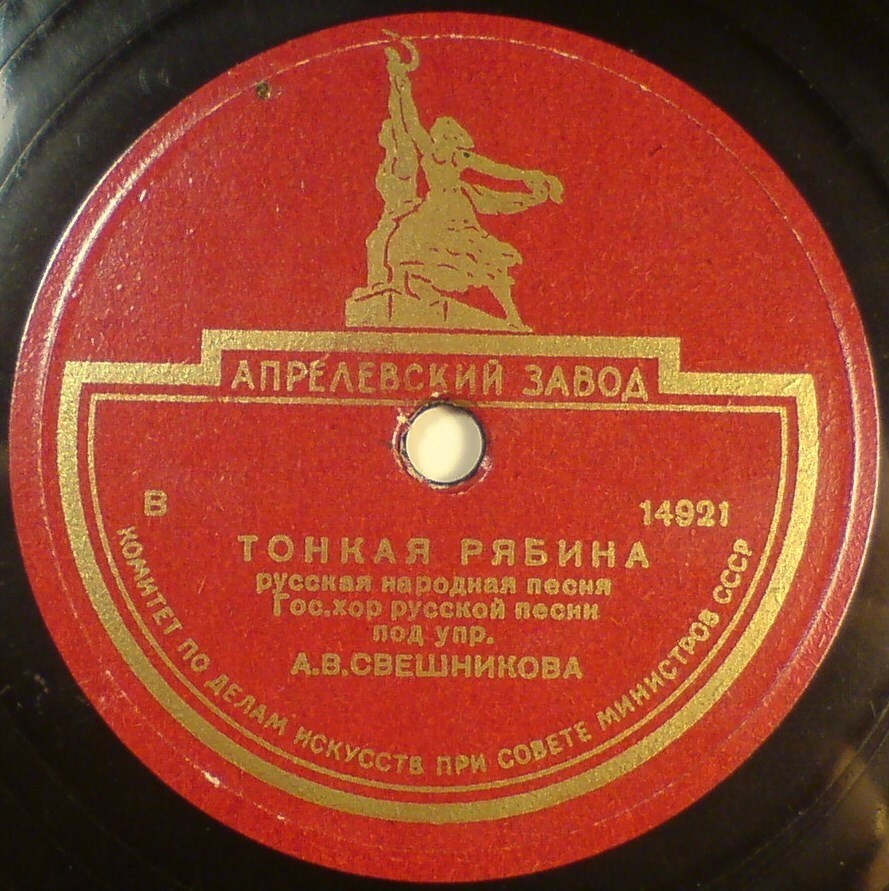 АПРЕЛЕВСКИЙ ЗАВОД
В 14921
ТОНКАЯ РЯБИНА
русская народная песня
Гос.хор русской песни
под упр.
А.В.СВЕШНИКОВА
КОМИТЕТ ПО ДЕЛАМ ИСКУССТВ ПРИ СОВЕТЕ МИНИСТРОВ СССР